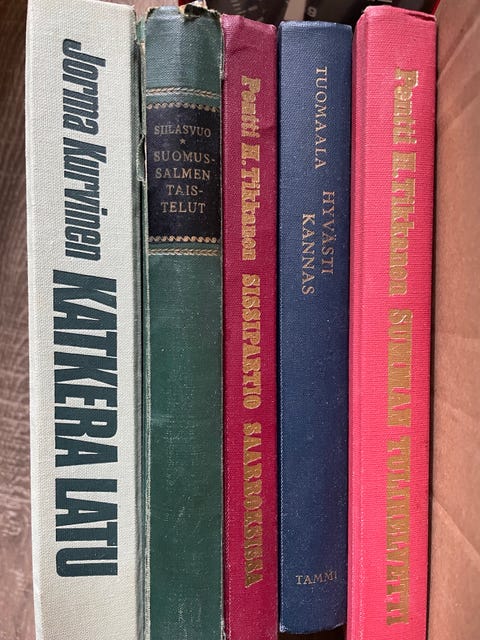 Jorma Kurvinen KATKERA LATU
SIILASVUO
*
SUOMUS-
SALMEN
TAIS-
TELUT
Pentti H. Tikkanen SISSIPARTIO SAARROKSISSA
TUOMAALA
HYVÄSTI
KANNAS
TAMMI
Pentti H. Tikkanen SUMMAN TULIHELVETTI